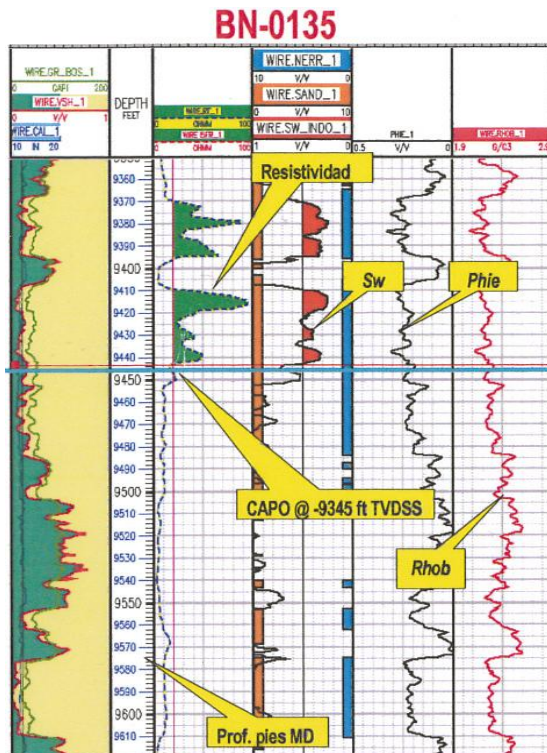 BN-0135
WIRE.GR_BOS_1
0 GAPI 200
WIRE.VSH_1
0 V/V 1
WIRE.CAL_1
10 IN 20
DEPTH
FEET
OHMM 100
OHMM 100
WIRE.NERR_1
10 V/V 0
WIRE.SAND_1
0 V/V 10
WIRE.SW_INDO_1
1 V/V 0
PHIE_1
0.5 V/V 0
WIRE.RHOB_1
1.9 G/C3
Resistividad
Sw
Phie
CAPO @ -9345 ft TVDSS
Rhob
Prof. pies MD
9360
9370
9380
9390
9400
9410
9420
9430
9440
9450
9460
9470
9480
9490
9500
9510
9520
9530
9540
9550
9560
9570
9580
9590
9600
9610